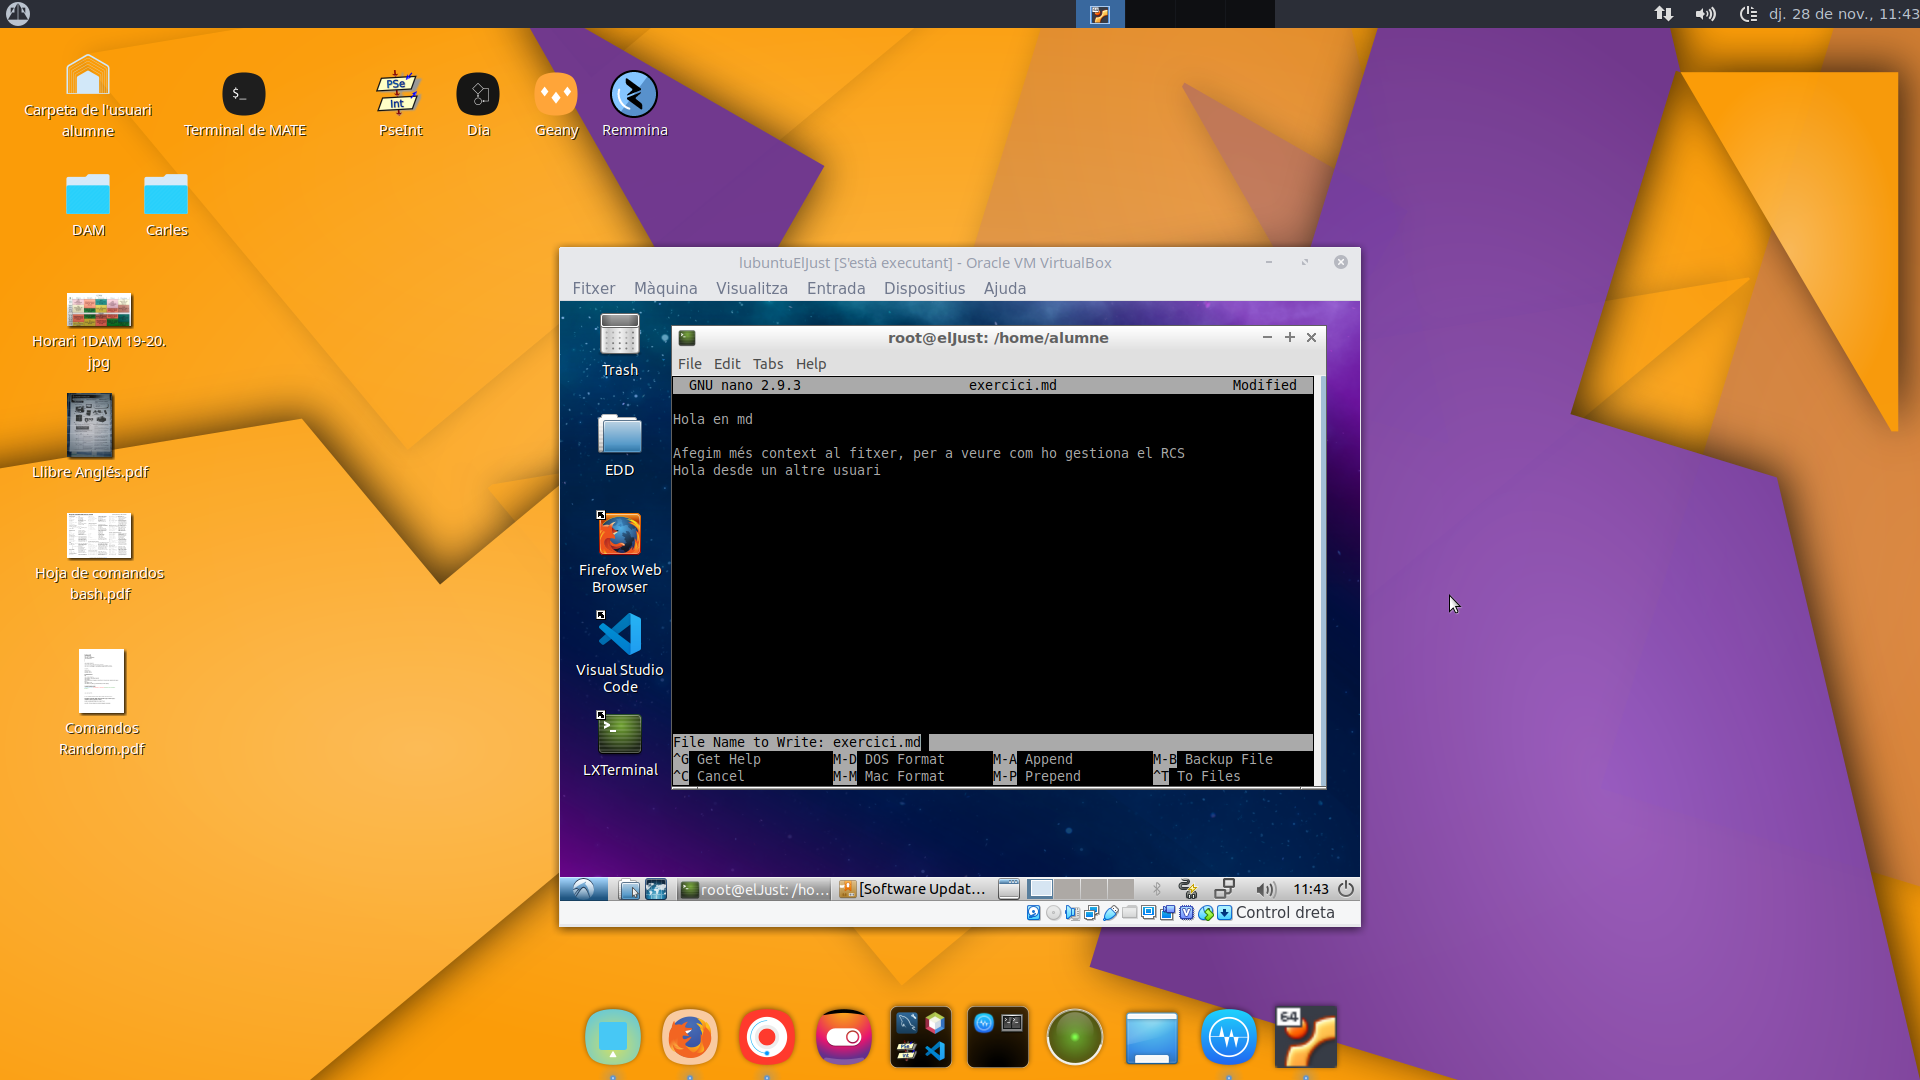 dj. 28 de nov., 11:43
Carpeta de l'usuari
alumne
$_
Terminal de MATE
PSe
Int
PseInt
Dia
Geany
Remmina
DAM
Carles
Horari 1DAM 19-20.
jpg
Llibre Anglés.pdf
Hoja de comandos
bash.pdf
Comandos
Random.pdf
lubuntuElJust [S'està executant] - Oracle VM VirtualBox
Fitxer Màquina Visualitza Entrada Dispositius Ajuda
Trash
EDD
Firefox Web
Browser
Visual Studio
Code
LXTerminal
root@elJust: /home/alumne
File Edit Tabs Help
GNU nano 2.9.3 exercici.md Modified
Hola en md
Afegim més context al fitxer, per a veure com ho gestiona el RCS
Hola desde un altre usuari
File Name to Write: exercici.md
^G Get Help M-D DOS Format M-A Append M-B Backup File
^C Cancel M-M Mac Format M-P Prepend ^T To Files
root@elJust: /ho... [Software Updat... 11:43
Control dreta
64